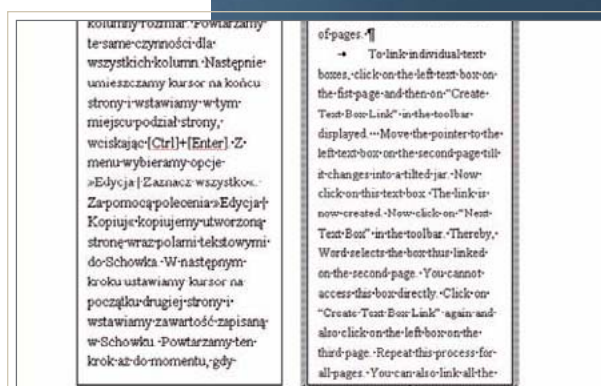 kolumny rozmiar. Powtarzamy
te same czynności dla
wszystkich kolumn. Następnie
umieszczamy kursor na końcu
strony i wstawiamy w tym
miejscu podział strony,
wciskając [Ctrl]+[Enter]. Z
menu wybieramy opcje
»Edycja | Zaznacz wszystko«.
Za pomocą polecenia »Edycja |
Kopiuj« kopiujemy utworzoną
stronę wraz polami tekstowymi
do Schowka. W następnym
kroku ustawiamy kursor na
początku drugiej strony i
wstawiamy zawartość zapisaną
w Schowku. Powtarzamy ten
krok aż do momentu, gdy
of pages. ¶
→ To link individual text
boxes, click on the left text box on
the fist page and then on "Create
Text Box Link" in the toolbar
displayed. Move the pointer to the
left text box on the second page till
it changes into a tilted jar. Now
click on this text box. The link is
now created. Now click on "Next
Text Box" in the toolbar. Thereby,
Word selects the box thus linked
on the second page. You cannot
access this box directly. Click on
"Create Text Box Link" again and
also click on the left box on the
third page. Repeat this process for
all pages. You can also link all the